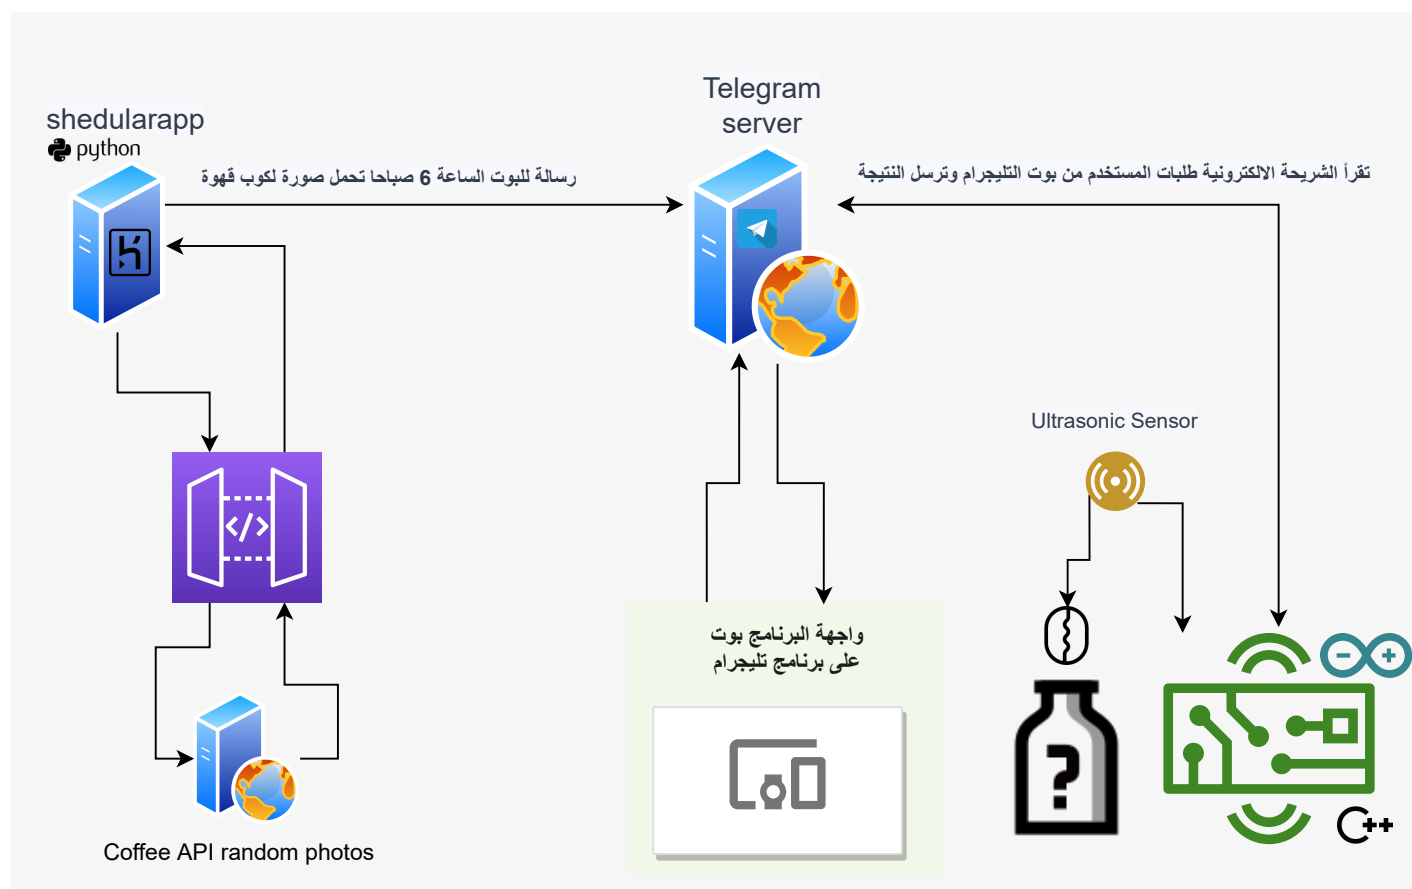 shedularapp
python
Telegram
server
رسالة للبوت الساعة 6 صباحا تحمل صورة لكوب قهوة
تقرأ الشريحة الالكترونية طلبات المستخدم من بوت التليجرام وترسل النتيجة
Ultrasonic Sensor
واجهة البرنامج بوت
على برنامج تليجرام
</>
?
C++
Coffee API random photos